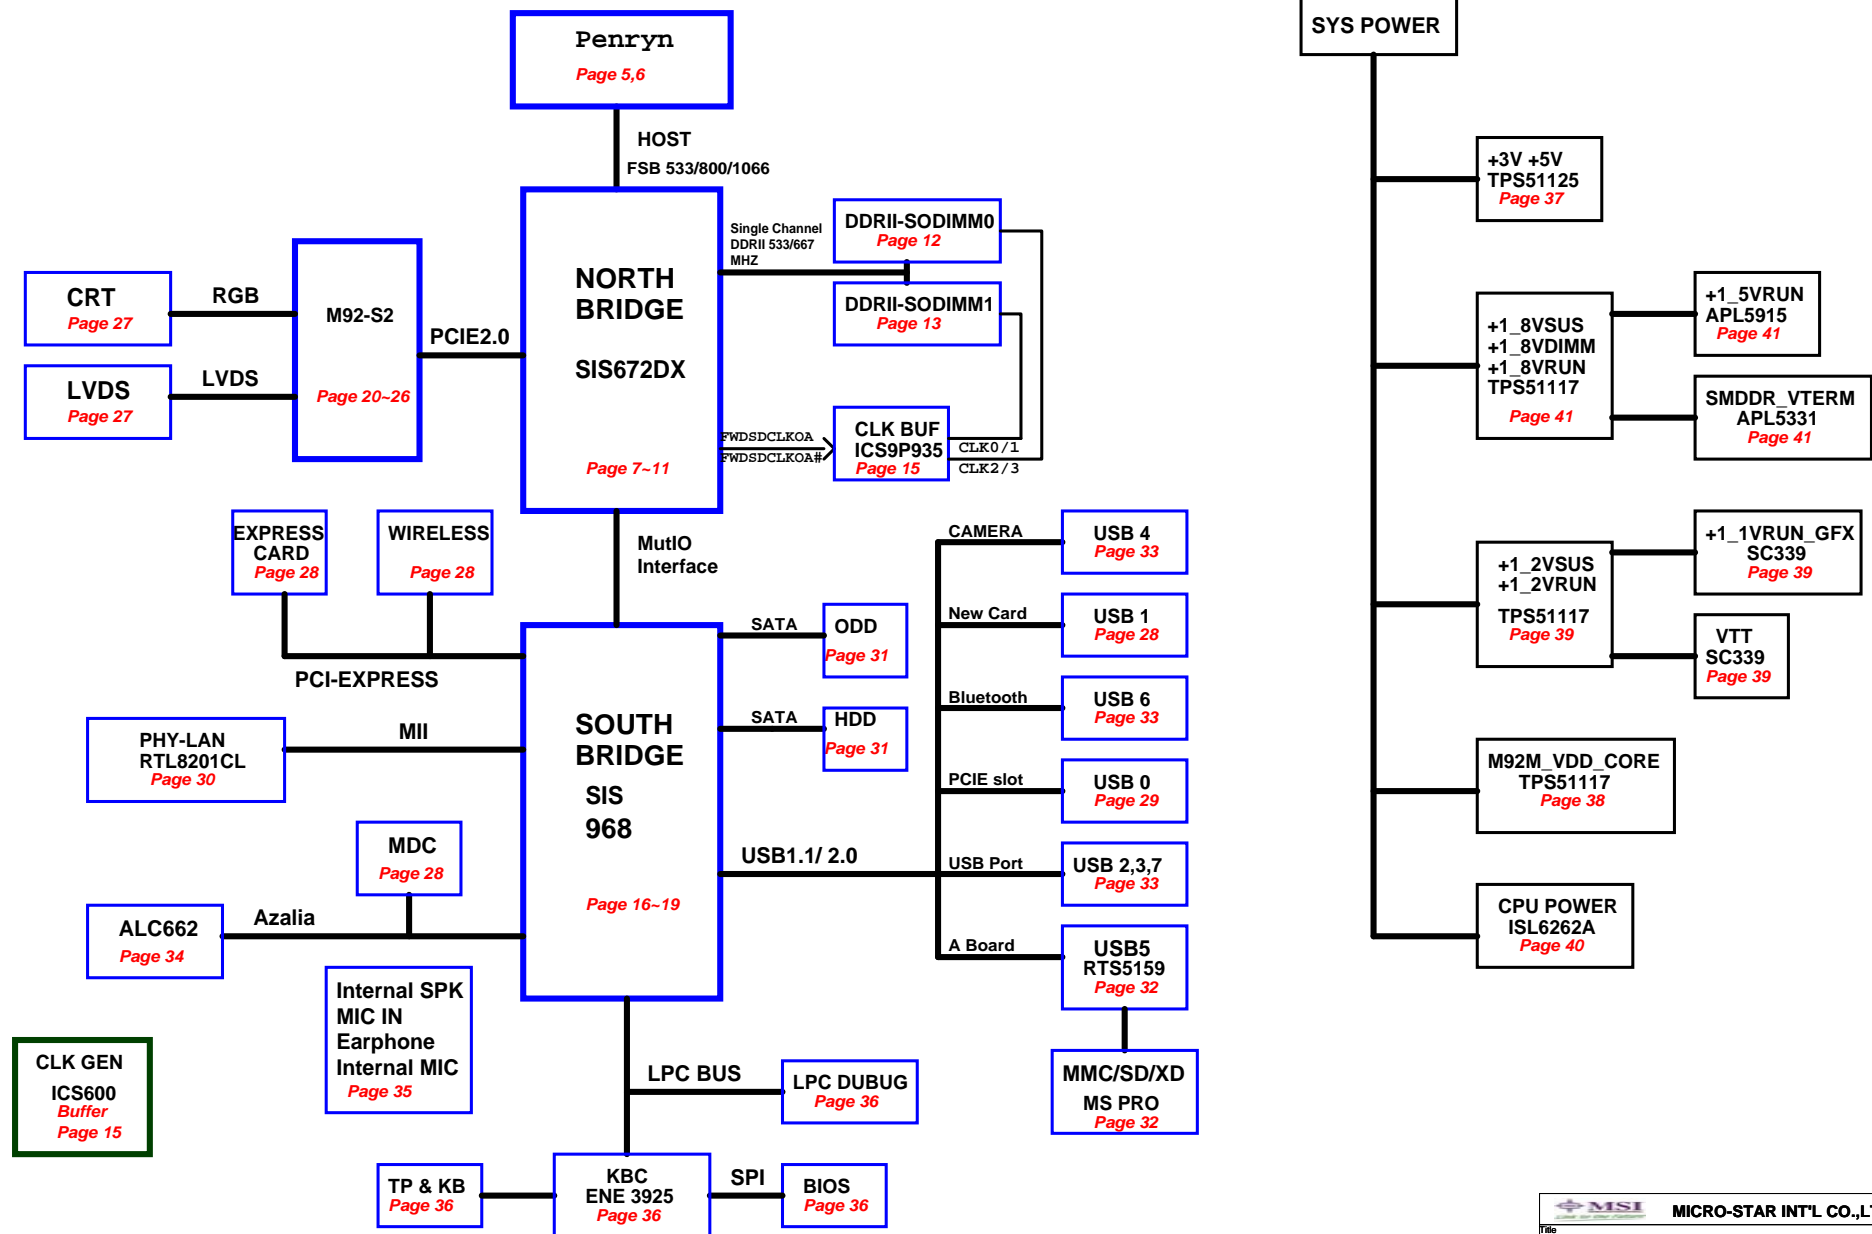 Penryn
Page 5,6
HOST
FSB 533/800/1066
NORTH
BRIDGE
SIS672DX
Page 7~11
Single Channel
DDRII 533/667
MHZ
DDRII-SODIMM0
Page 12
DDRII-SODIMM1
Page 13
FWDSDCLKOA
FWDSDCLKOA#
CLK BUF
ICS9P935
Page 15
CLK0/1
CLK2/3
CRT
Page 27
RGB
LVDS
Page 27
LVDS
M92-S2
Page 20~26
PCIE2.0
EXPRESS
CARD
Page 28
WIRELESS
Page 28
PCI-EXPRESS
MutIO
Interface
SOUTH
BRIDGE
SIS
968
Page 16~19
SATA
ODD
Page 31
SATA
HDD
Page 31
PHY-LAN
RTL8201CL
Page 30
MII
MDC
Page 28
ALC662
Page 34
Azalia
Internal SPK
MIC IN
Earphone
Internal MIC
Page 35
CLK GEN
ICS600
Buffer
Page 15
USB1.1/ 2.0
CAMERA
USB 4
Page 33
New Card
USB 1
Page 28
Bluetooth
USB 6
Page 33
PCIE slot
USB 0
Page 29
USB Port
USB 2,3,7
Page 33
A Board
USB5
RTS5159
Page 32
MMC/SD/XD
MS PRO
Page 32
LPC BUS
LPC DUBUG
Page 36
TP & KB
Page 36
KBC
ENE 3925
Page 36
SPI
BIOS
Page 36
SYS POWER
+3V +5V
TPS51125
Page 37
+1_8VSUS
+1_8VDIMM
+1_8VRUN
TPS51117
Page 41
+1_5VRUN
APL5915
Page 41
SMDDR_VTERM
APL5331
Page 41
+1_2VSUS
+1_2VRUN
TPS51117
Page 39
+1_1VRUN_GFX
SC339
Page 39
VTT
SC339
Page 39
M92M_VDD_CORE
TPS51117
Page 38
CPU POWER
ISL6262A
Page 40
MSI
MICRO-STAR INT'L CO.,LT
Title